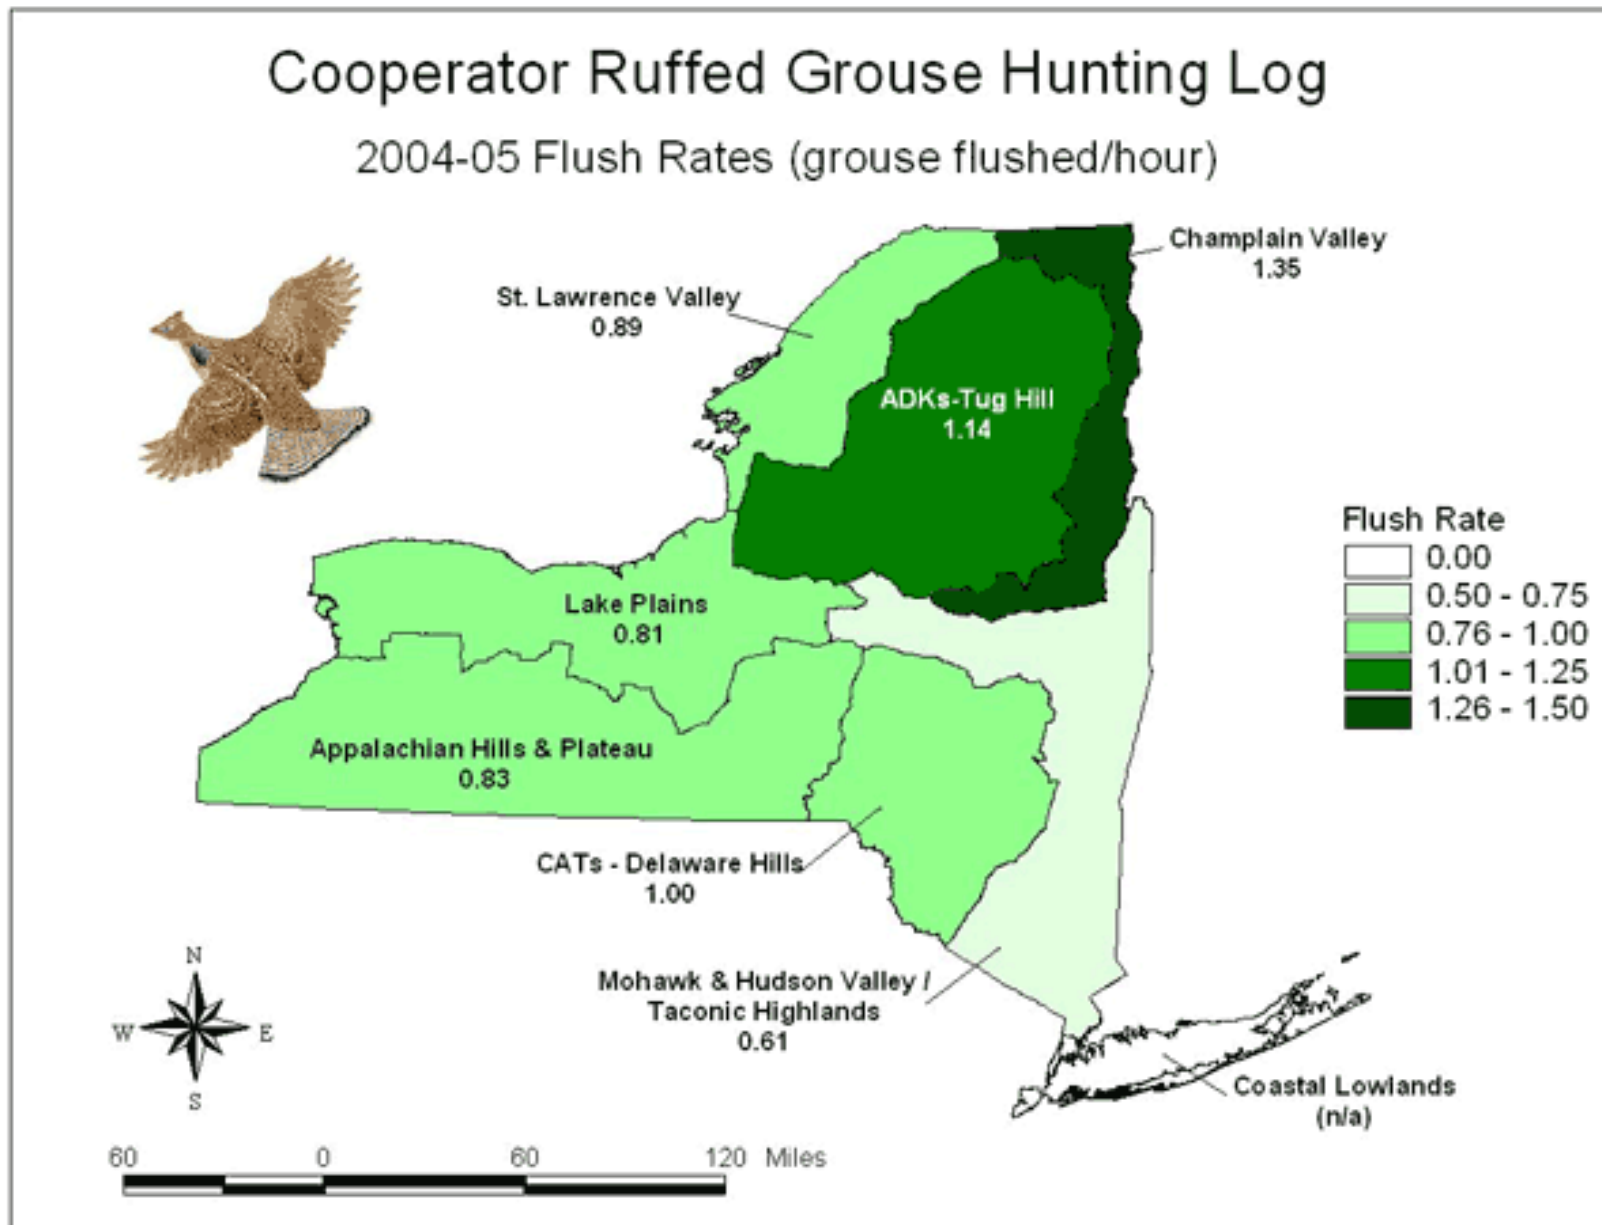 Cooperator Ruffed Grouse Hunting Log
2004-05 Flush Rates (grouse flushed/hour)
Champlain Valley
1.35
St. Lawrence Valley
0.89
ADKs-Tug Hill
1.14
Flush Rate
0.00
0.50 - 0.75
0.76 - 1.00
1.01 - 1.25
1.26 - 1.50
Lake Plains
0.81
Appalachian Hills & Plateau
0.83
CATs - Delaware Hills
1.00
Mohawk & Hudson Valley /
Taconic Highlands
0.61
Coastal Lowlands
(n/a)
N
W E
S
60 0 60 120 Miles